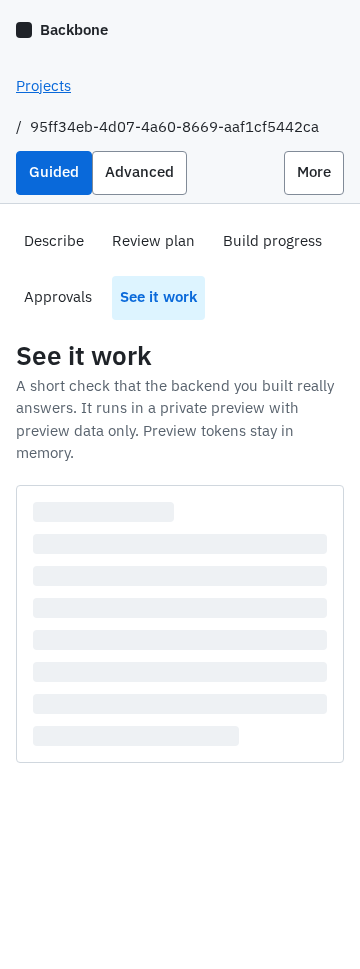 Backbone
Projects
/ 95ff34eb-4d07-4a60-8669-aaf1cf5442ca
Guided Advanced More
Describe Review plan Build progress
Approvals See it work
See it work
A short check that the backend you built really
answers. It runs in a private preview with
preview data only. Preview tokens stay in
memory.